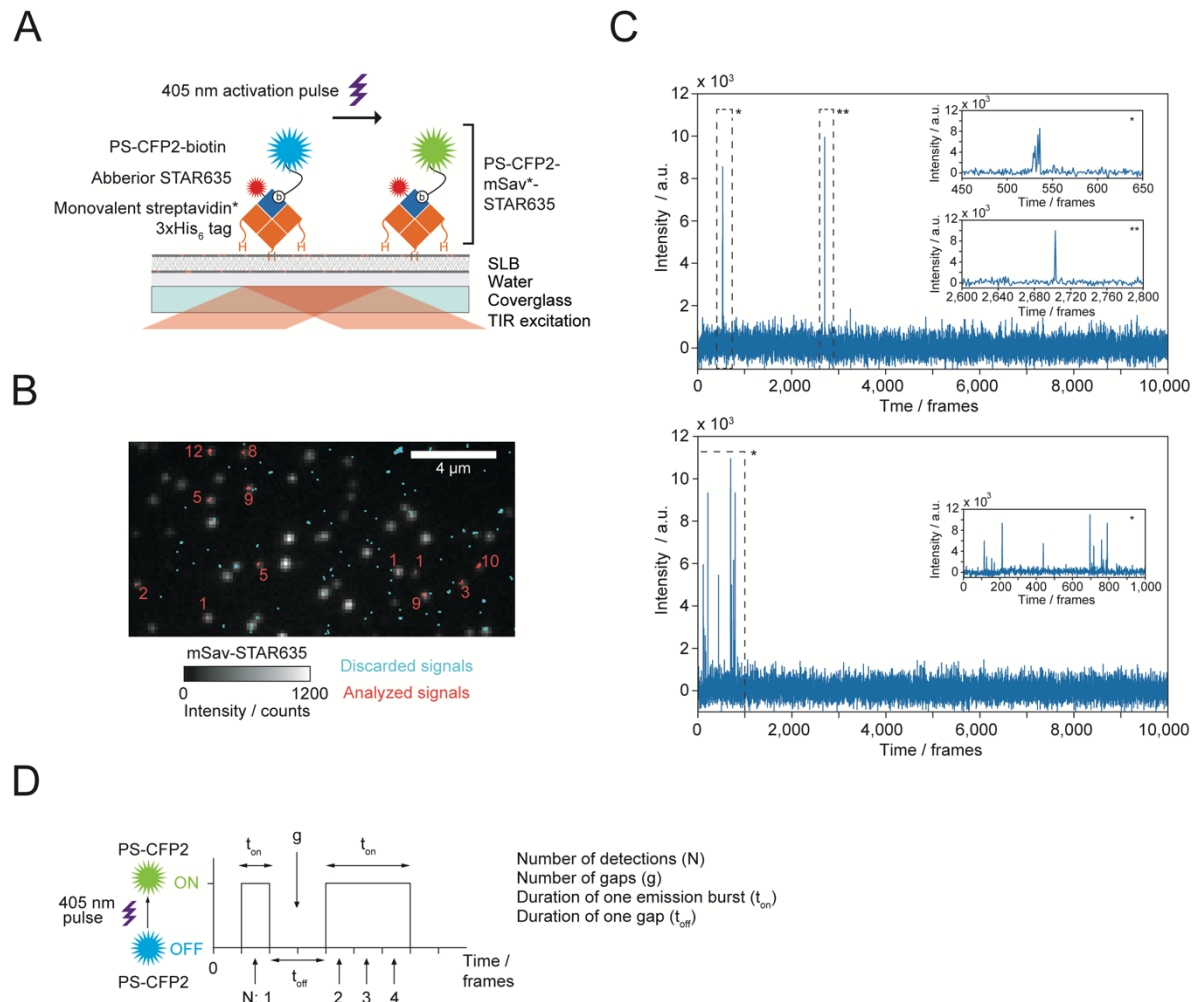 A
405 nm activation pulse
PS-CFP2-biotin
Abberior STAR635
Monovalent streptavidin*
3xHis6 tag
b
b
PS-CFP2-
mSav*-
STAR635
H
H
H
H
H
H
SLB
Water
Coverglass
TIR excitation
B
12
8
4 µm
5
9
5
1
1
10
2
1
9
3
mSav-STAR635
0
1200
Intensity / counts
Discarded signals
Analyzed signals
C
x 10³
12
10
8
6
4
2
0
Intensity / a.u.
*
**
x 10³
12
8
4
0
Intensity / a.u.
*
450 500 550 600 650
Time / frames
x 10³
12
8
4
0
Intensity / a.u.
**
2,600 2,640 2,680 2,720 2,760 2,800
Time / frames
0 2,000 4,000 6,000 8,000 10,000
Tme / frames
x 10³
12
10
8
6
4
2
0
Intensity / a.u.
*
x 10³
12
8
4
0
Intensity / a.u.
*
0 200 400 600 800 1,000
Time / frames
0 2,000 4,000 6,000 8,000 10,000
Time / frames
D
PS-CFP2
ON
405 nm
pulse
OFF
PS-CFP2
ton
g
ton
0
toff
Time /
frames
N: 1 2 3 4
Number of detections (N)
Number of gaps (g)
Duration of one emission burst (ton)
Duration of one gap (toff)